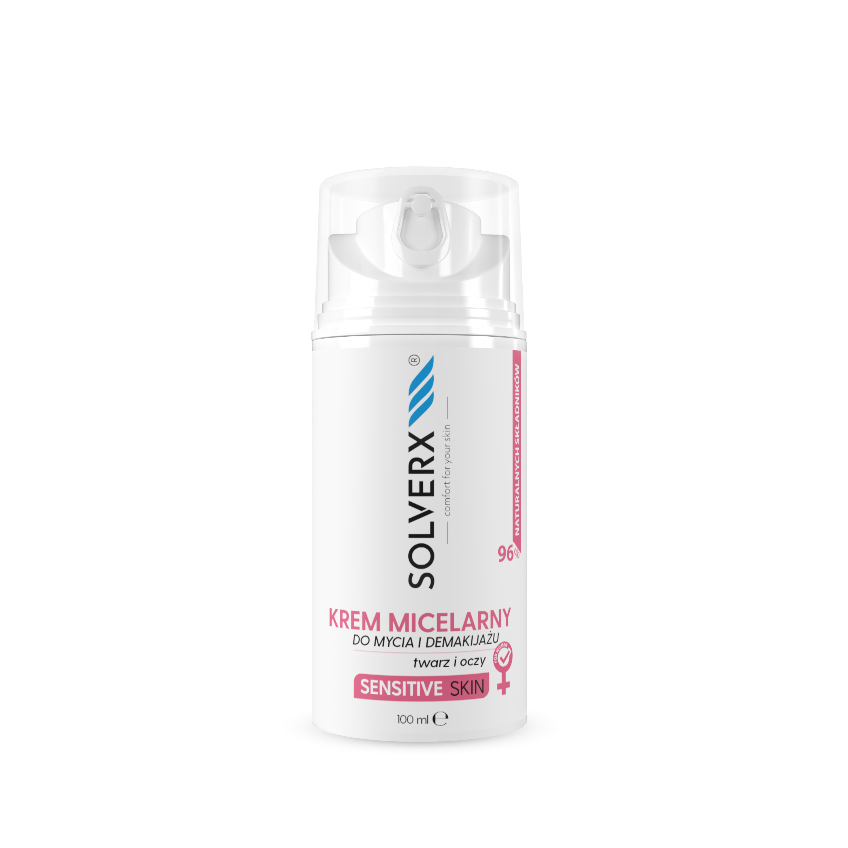 SOLVERX®
comfort for your skin
96%
NATURALNYCH SKŁADNIKÓW
KREM MICELARNY
DO MYCIA I DEMAKIJAŻU
twarz i oczy
SENSITIVE SKIN
100 ml ℮